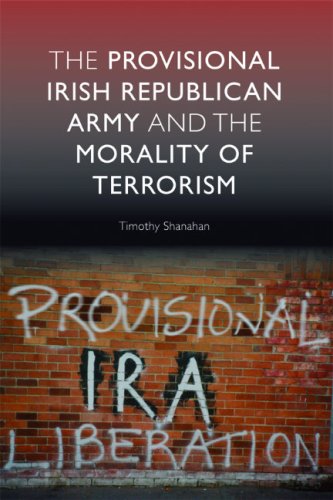 THE PROVISIONAL
IRISH REPUBLICAN
ARMY AND THE
MORALITY OF
TERRORISM
Timothy Shanahan
PROVISIONAL
IRA
LIBERATION